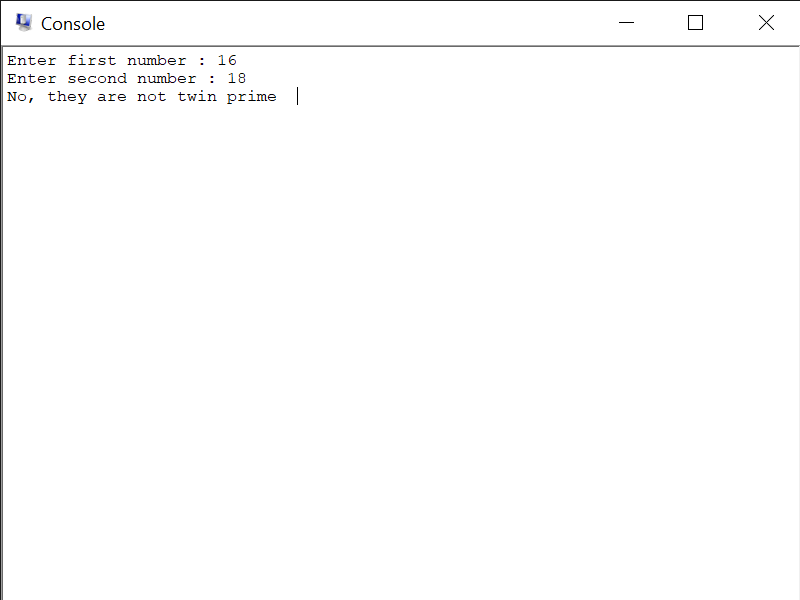 Console
Enter first number : 16
Enter second number : 18
No, they are not twin prime